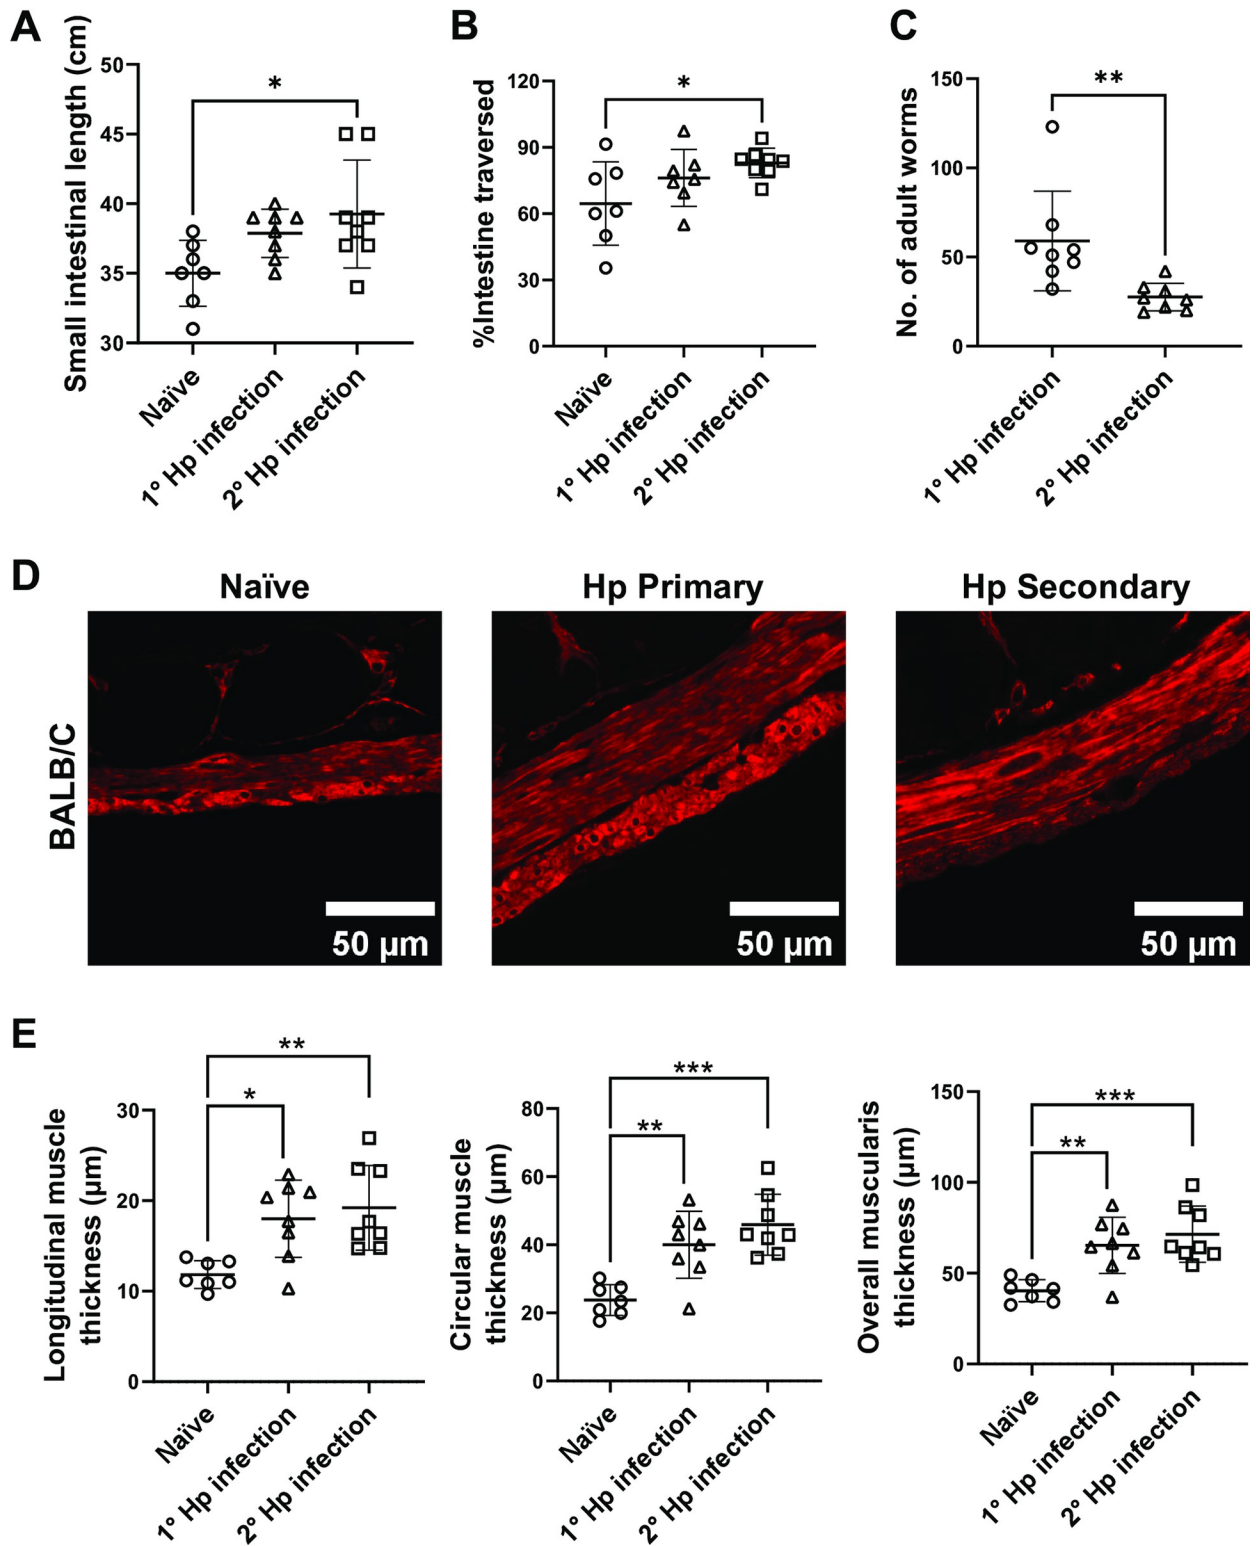 A
Small intestinal length (cm)
50
45
40
35
30
*
Naïve
1° Hp infection
2° Hp infection
B
%Intestine traversed
120
90
60
30
0
*
Naïve
1° Hp infection
2° Hp infection
C
No. of adult worms
150
100
50
0
**
1° Hp infection
2° Hp infection
D
Naïve
Hp Primary
Hp Secondary
BALB/C
50 µm
50 µm
50 µm
E
Longitudinal muscle
thickness (µm)
30
20
10
0
**
*
Naïve
1° Hp infection
2° Hp infection
Circular muscle
thickness (µm)
80
60
40
20
0
***
**
Naïve
1° Hp infection
2° Hp infection
Overall muscularis
thickness (µm)
150
100
50
0
***
**
Naïve
1° Hp infection
2° Hp infection